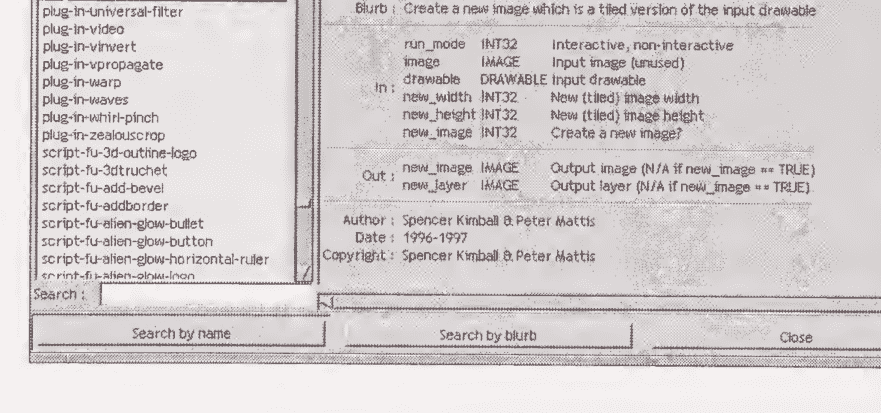 plug-in-universal-filter
plug-in-video
plug-in-vinvert
plug-in-vpropagate
plug-in-warp
plug-in-waves
plug-in-whirl-pinch
plug-in-zealouscrop
script-fu-3d-outline-logo
script-fu-3dtruchet
script-fu-add-bevel
script-fu-addborder
script-fu-alien-glow-bullet
script-fu-alien-glow-button
script-fu-alien-glow-horizontal-ruler
script-fu-alien-glow-logo
Search :
Blurb : Create a new image which is a tiled version of the input drawable
In :
run_mode INT32 Interactive, non-interactive
image IMAGE Input image (unused)
drawable DRAWABLE Input drawable
new_width INT32 New (tiled) image width
new_height INT32 New (tiled) image height
new_image INT32 Create a new image?
Out :
new_image IMAGE Output image (N/A if new_image == TRUE)
new_layer IMAGE Output layer (N/A if new_image == TRUE)
Author : Spencer Kimball & Peter Mattis
Date : 1996-1997
Copyright : Spencer Kimball & Peter Mattis
Search by name
Search by blurb
Close